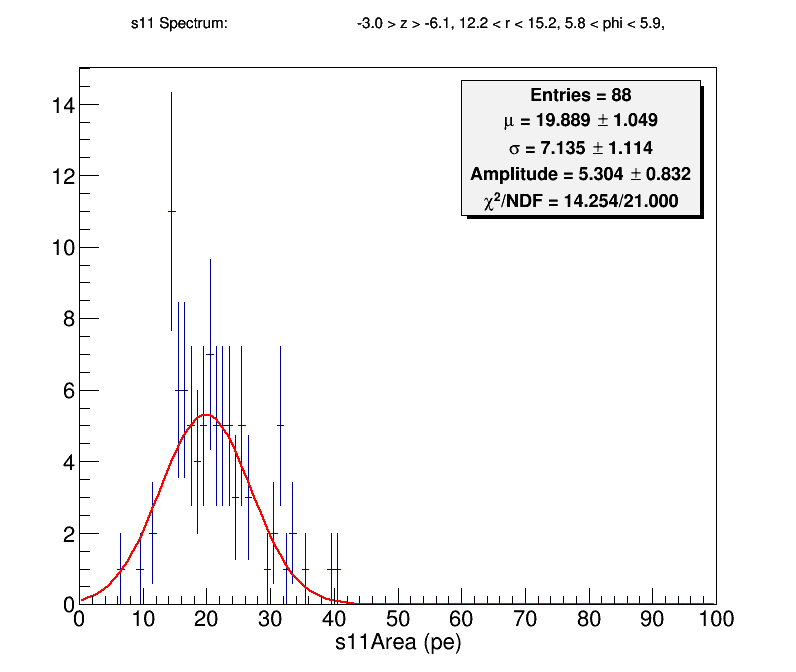 s11 Spectrum: -3.0 > z > -6.1, 12.2 < r < 15.2, 5.8 < phi < 5.9,
Entries = 88
μ = 19.889 ± 1.049
σ = 7.135 ± 1.114
Amplitude = 5.304 ± 0.832
χ²/NDF = 14.254/21.000
14
12
10
8
6
4
2
0
0 10 20 30 40 50 60 70 80 90 100
s11Area (pe)